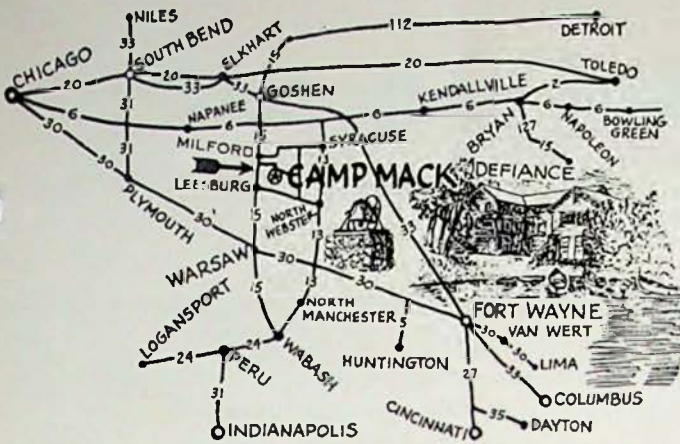 NILES
112
DETROIT
33
SOUTH BEND
ELKHART
15
CHICAGO
20
20
33
33
20
TOLEDO
GOSHEN
2
KENDALLVILLE
6
NAPANEE
6
6
6
6
BOWLING GREEN
31
15
BRYAN
127
NAPOLEON
15
30
MILFORD
SYRACUSE
13
30
31
LEESBURG
CAMP MACK
DEFIANCE
PLYMOUTH
30
15
NORTH WEBSTER
13
33
WARSAW
30
30
15
13
NORTH MANCHESTER
5
FORT WAYNE
30
VAN WERT
LOGANSPORT
30
LIMA
24
24
PERU
WABASH
HUNTINGTON
27
33
COLUMBUS
31
35
DAYTON
CINCINNATI
INDIANAPOLIS